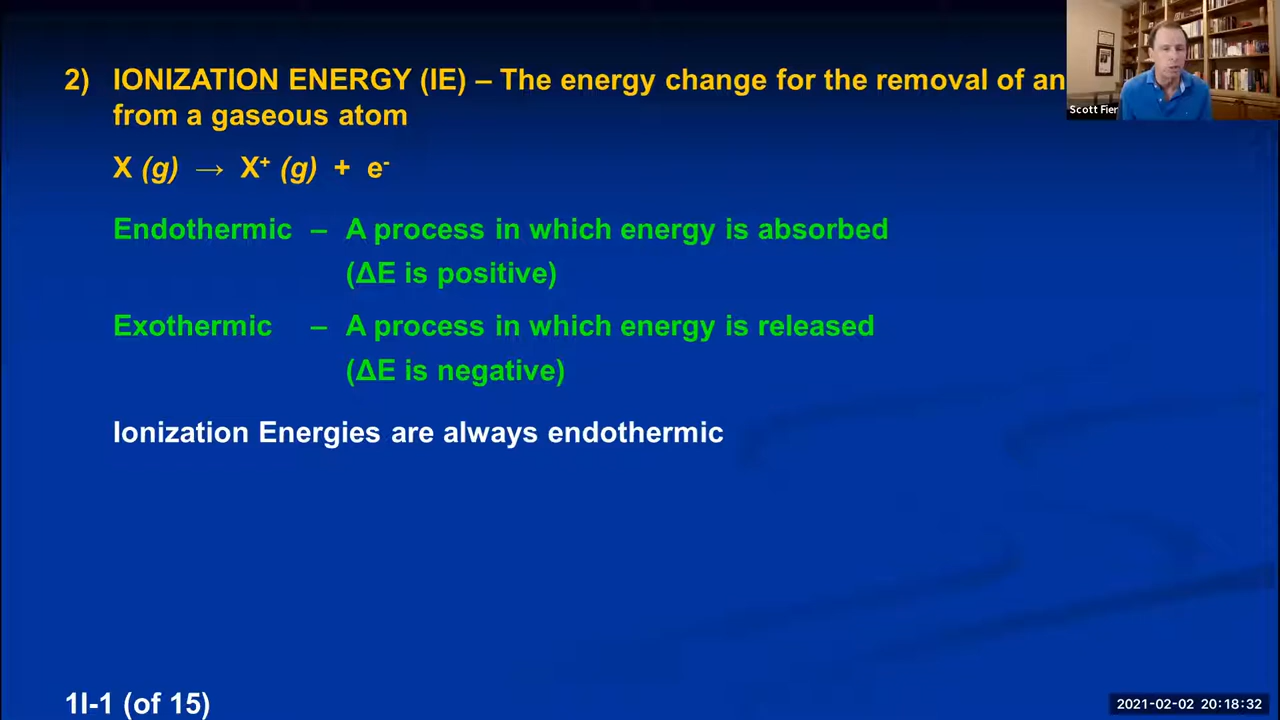 2) IONIZATION ENERGY (IE) – The energy change for the removal of an
from a gaseous atom
X (g) → X⁺ (g) + e⁻
Endothermic – A process in which energy is absorbed
(ΔE is positive)
Exothermic – A process in which energy is released
(ΔE is negative)
Ionization Energies are always endothermic
1I-1 (of 15)
Scott Fier
2021-02-02 20:18:32